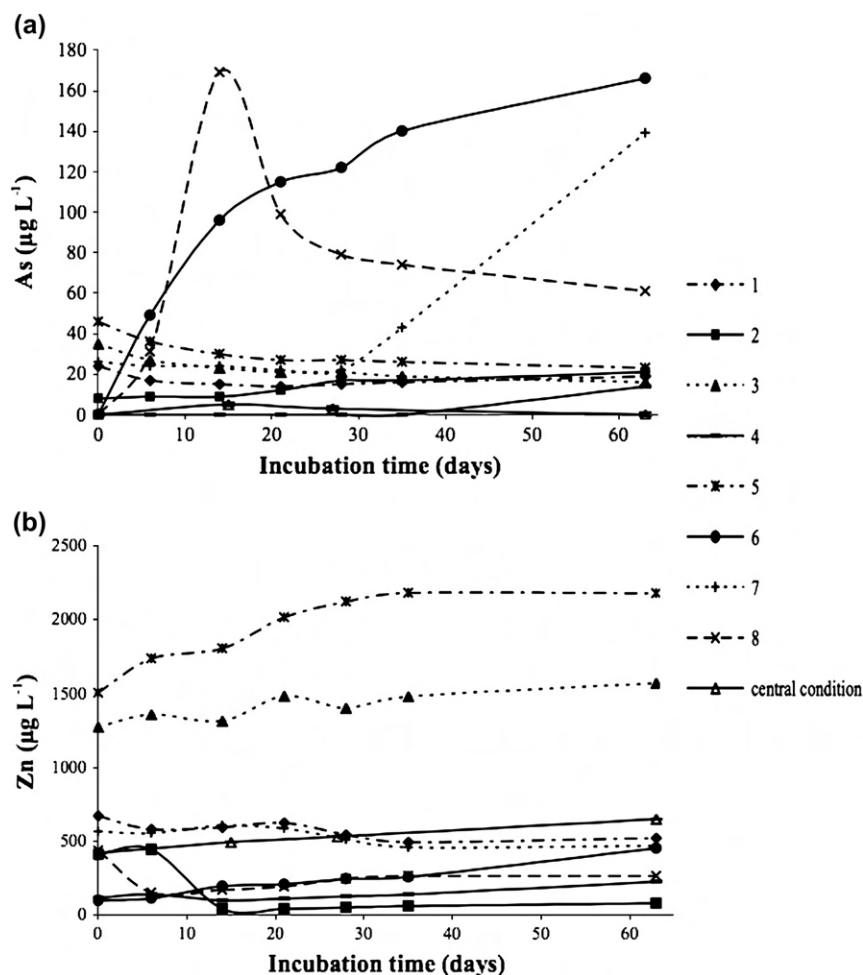 (a)
180
160
140
120
100
80
60
40
20
0
As (µg L⁻¹)
0 10 20 30 40 50 60
Incubation time (days)
1
2
3
4
5
6
7
8
central condition
(b)
2500
2000
1500
1000
500
0
Zn (µg L⁻¹)
0 10 20 30 40 50 60
Incubation time (days)